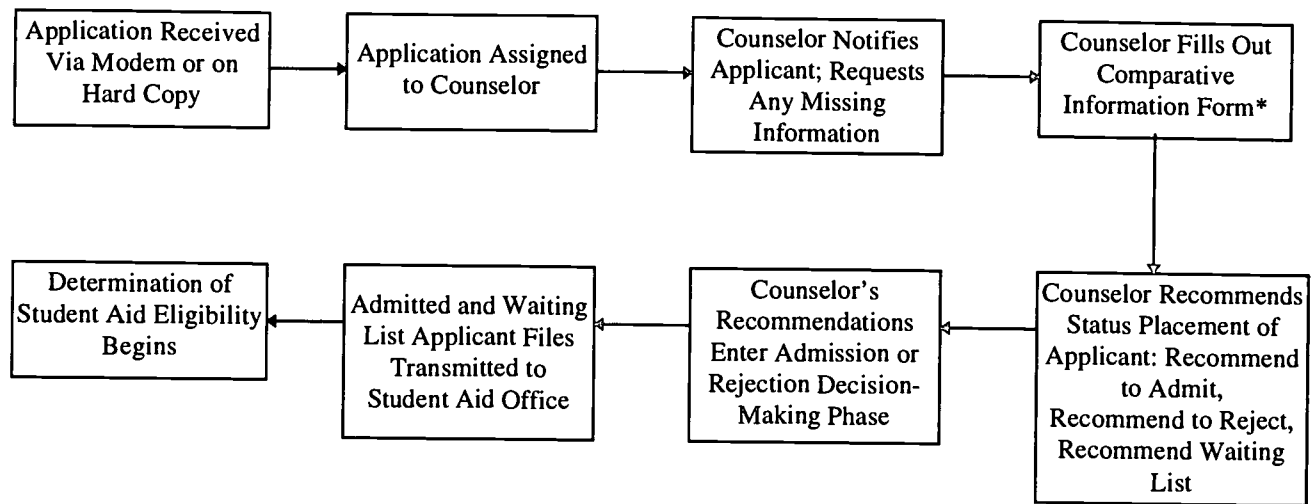 Application Received
Via Modem or on
Hard Copy
Application Assigned
to Counselor
Counselor Notifies
Applicant; Requests
Any Missing
Information
Counselor Fills Out
Comparative
Information Form*
Counselor Recommends
Status Placement of
Applicant: Recommend
to Admit,
Recommend to Reject,
Recommend Waiting
List
Counselor's
Recommendations
Enter Admission or
Rejection Decision-
Making Phase
Admitted and Waiting
List Applicant Files
Transmitted to
Student Aid Office
Determination of
Student Aid Eligibility
Begins